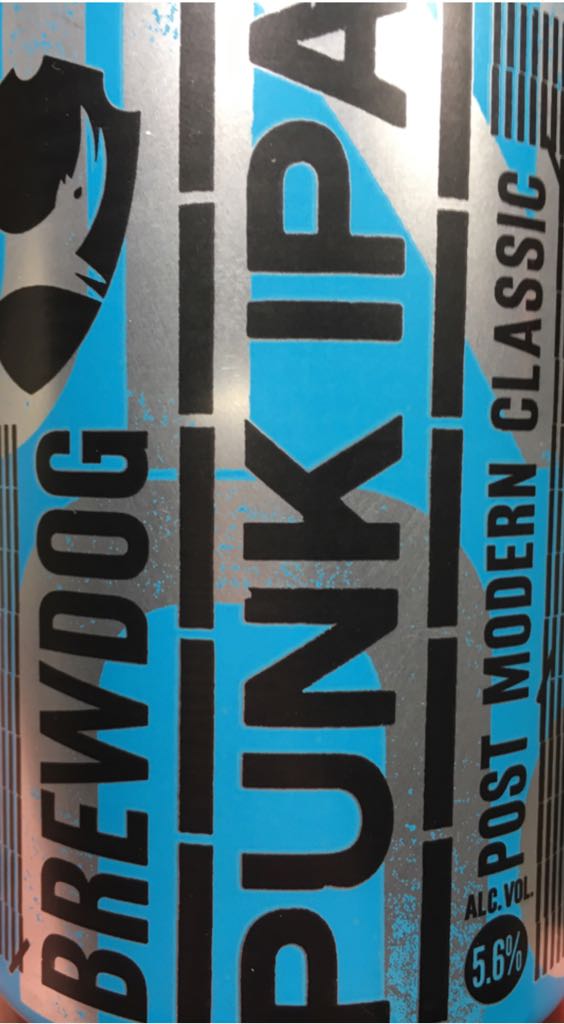 BREWDOG
PUNK IPA
POST MODERN CLASSIC
ALC. VOL.
5.6%